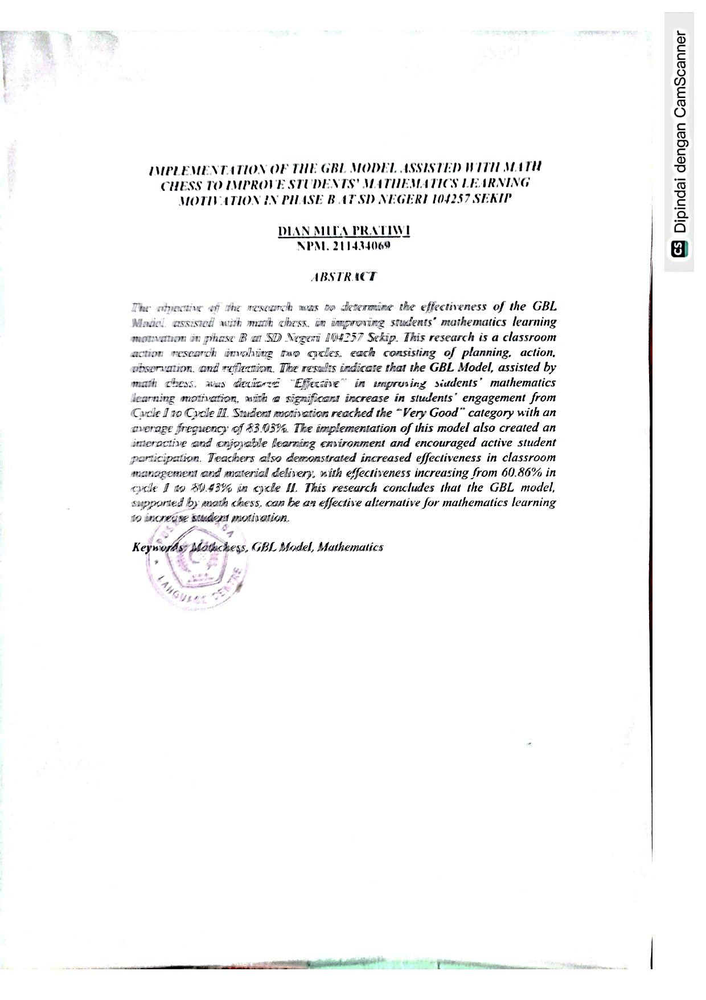 IMPLEMENTATION OF THE GBL MODEL ASSISTED WITH MATH
CHESS TO IMPROVE STUDENTS' MATHEMATICS LEARNING
MOTIVATION IN PHASE B AT SD NEGERI 104257 SEKIP
DIAN MITA PRATIWI
NPM. 211434069
ABSTRACT
The objective of the research was to determine the effectiveness of the GBL
Model, assisted with math chess, in improving students' mathematics learning
motivation in phase B at SD Negeri 104257 Sekip. This research is a classroom
action research involving two cycles, each consisting of planning, action,
observation, and reflection. The results indicate that the GBL Model, assisted by
math chess, was declared "Effective" in improving students' mathematics
learning motivation, with a significant increase in students' engagement from
Cycle I to Cycle II. Student motivation reached the "Very Good" category with an
average frequency of 83.03%. The implementation of this model also created an
interactive and enjoyable learning environment and encouraged active student
participation. Teachers also demonstrated increased effectiveness in classroom
management and material delivery, with effectiveness increasing from 60.86% in
cycle I to 80.43% in cycle II. This research concludes that the GBL model,
supported by math chess, can be an effective alternative for mathematics learning
to increase student motivation.
Keywords: Mathchess, GBL Model, Mathematics
LANGUAGE CENTRE
CS Dipindai dengan CamScanner